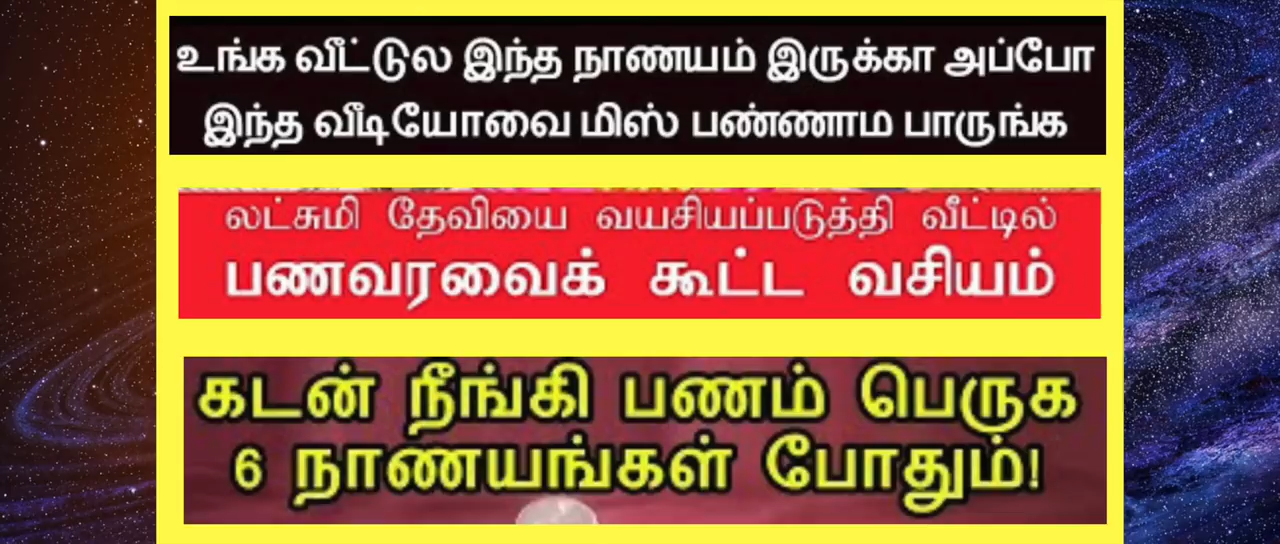 உங்க வீட்டுல இந்த நாணயம் இருக்கா அப்போ
இந்த வீடியோவை மிஸ் பண்ணாம பாருங்க
லட்சுமி தேவியை வயசியப்படுத்தி வீட்டில்
பணவரவைக் கூட்ட வசியம்
கடன் நீங்கி பணம் பெருக
6 நாணயங்கள் போதும்!